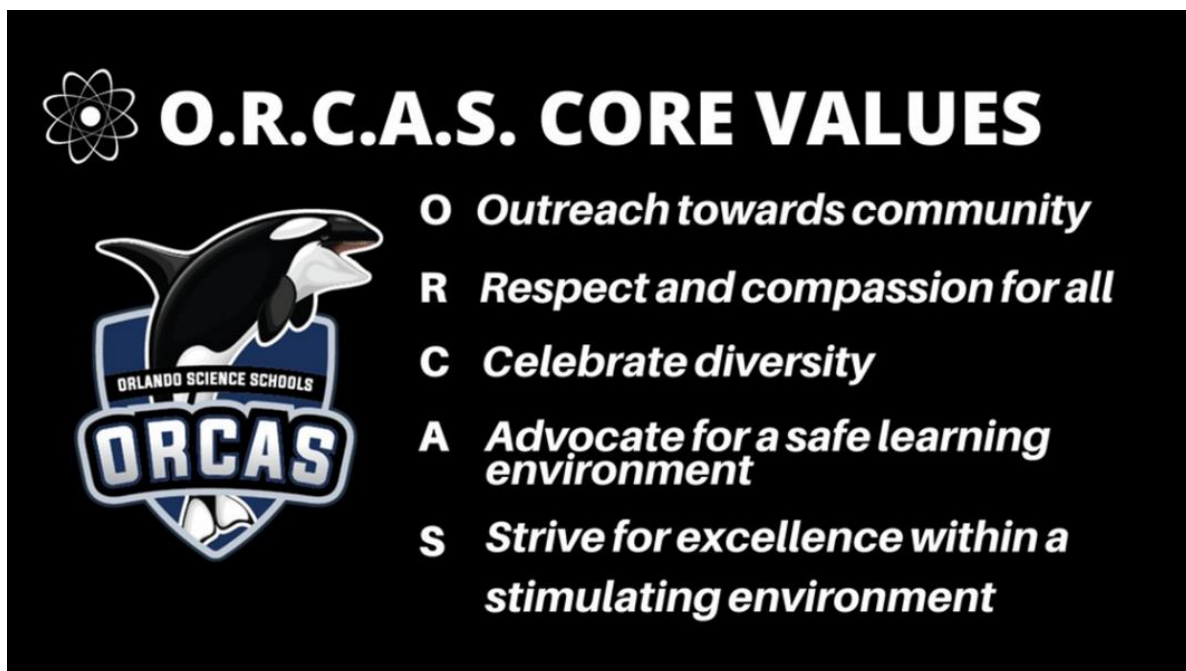 O.R.C.A.S. CORE VALUES
O Outreach towards community
R Respect and compassion for all
C Celebrate diversity
A Advocate for a safe learning
environment
S Strive for excellence within a
stimulating environment
ORLANDO SCIENCE SCHOOLS
ORCAS